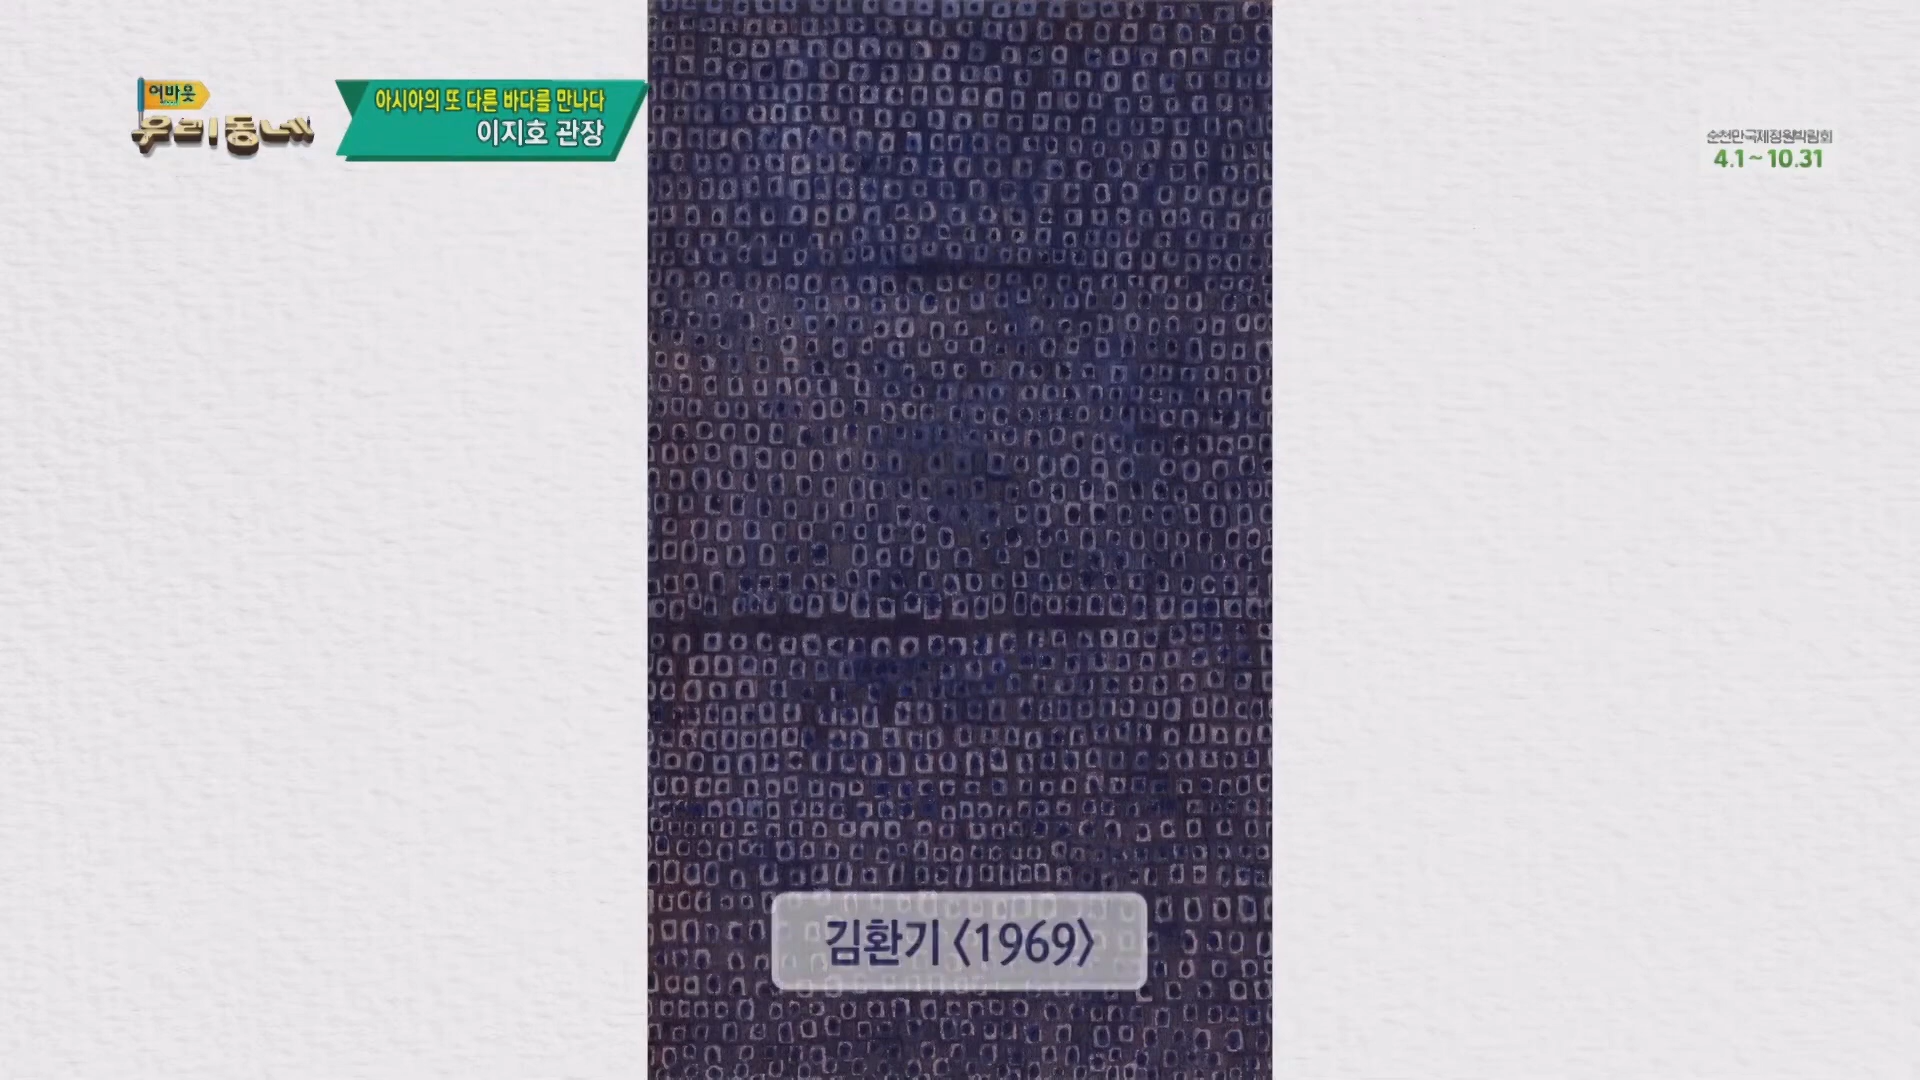 어바웃
우리동네
아시아의 또 다른 바다를 만나다
이지호 관장
순천만국제정원박람회
4.1 ~ 10.31
김환기 〈1969〉